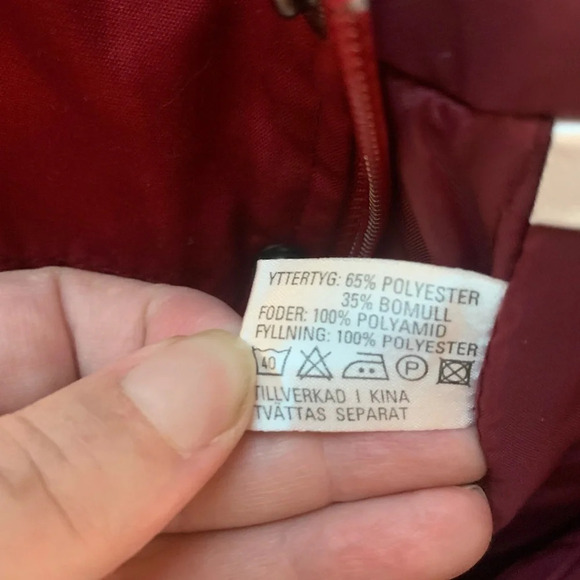 YTTERTYG: 65% POLYESTER
35% BOMULL
FODER: 100% POLYAMID
FYLLNING: 100% POLYESTER
40 P
TILLVERKAD I KINA
TVÄTTAS SEPARAT